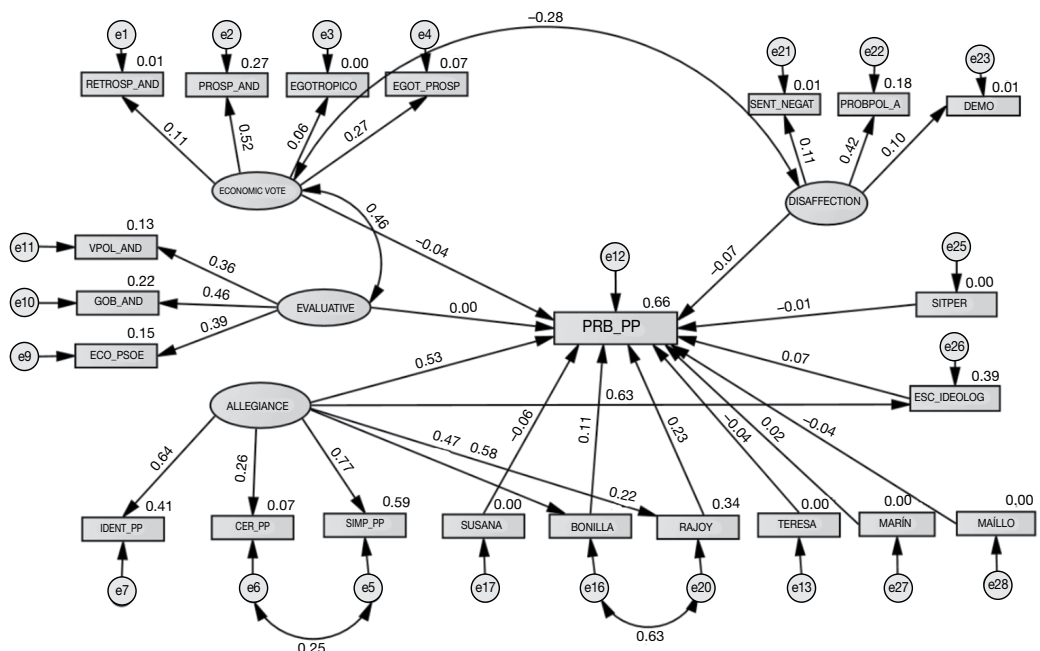 −0.28
e1 e2 e3 e4
0.01 0.27 0.00 0.07
RETROSP_AND PROSP_AND EGOTROPICO EGOT_PROSP
e21 e22 e23
0.01 0.18 0.01
SENT_NEGAT PROBPOL_A DEMO
0.11 0.52 0.06 0.27
0.11 0.42 0.10
ECONOMIC VOTE
DISAFFECTION
0.46
−0.04
−0.07
e11 0.13
VPOL_AND
0.36
e10 0.22
GOB_AND
0.46
e9 0.15
ECO_PSOE
0.39
EVALUATIVE
0.00
e12
0.66
PRB_PP
e25
0.00
SITPER
−0.01
e26
0.39
ESC_IDEOLOG
0.07
0.53
ALLEGIANCE
0.63
0.64 0.26 0.77
0.47 0.58
0.22
−0.06 0.11 0.23 −0.04 0.02 −0.04
0.41 0.07 0.59 0.00 0.34 0.00 0.00 0.00
IDENT_PP CER_PP SIMP_PP SUSANA BONILLA RAJOY TERESA MARÍN MAÍLLO
e7 e6 e5 e17 e16 e20 e13 e27 e28
0.25
0.63